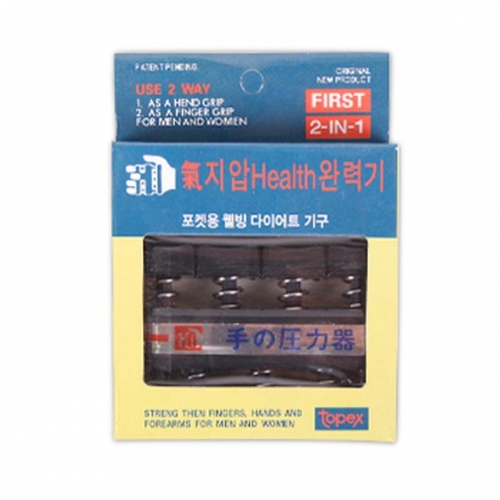 PATENT PENDING.
ORIGINAL
NEW PRODUCT
USE 2 WAY
1. AS A HEND GRIP
2. AS A FINGER GRIP
FOR MEN AND WOMEN
FIRST
2-IN-1
氣지압Health완력기
포켓용 웰빙 다이어트 기구
手の圧力器
STRENG THEN FINGERS, HANDS AND
FOREARMS FOR MEN AND WOMEN
topex